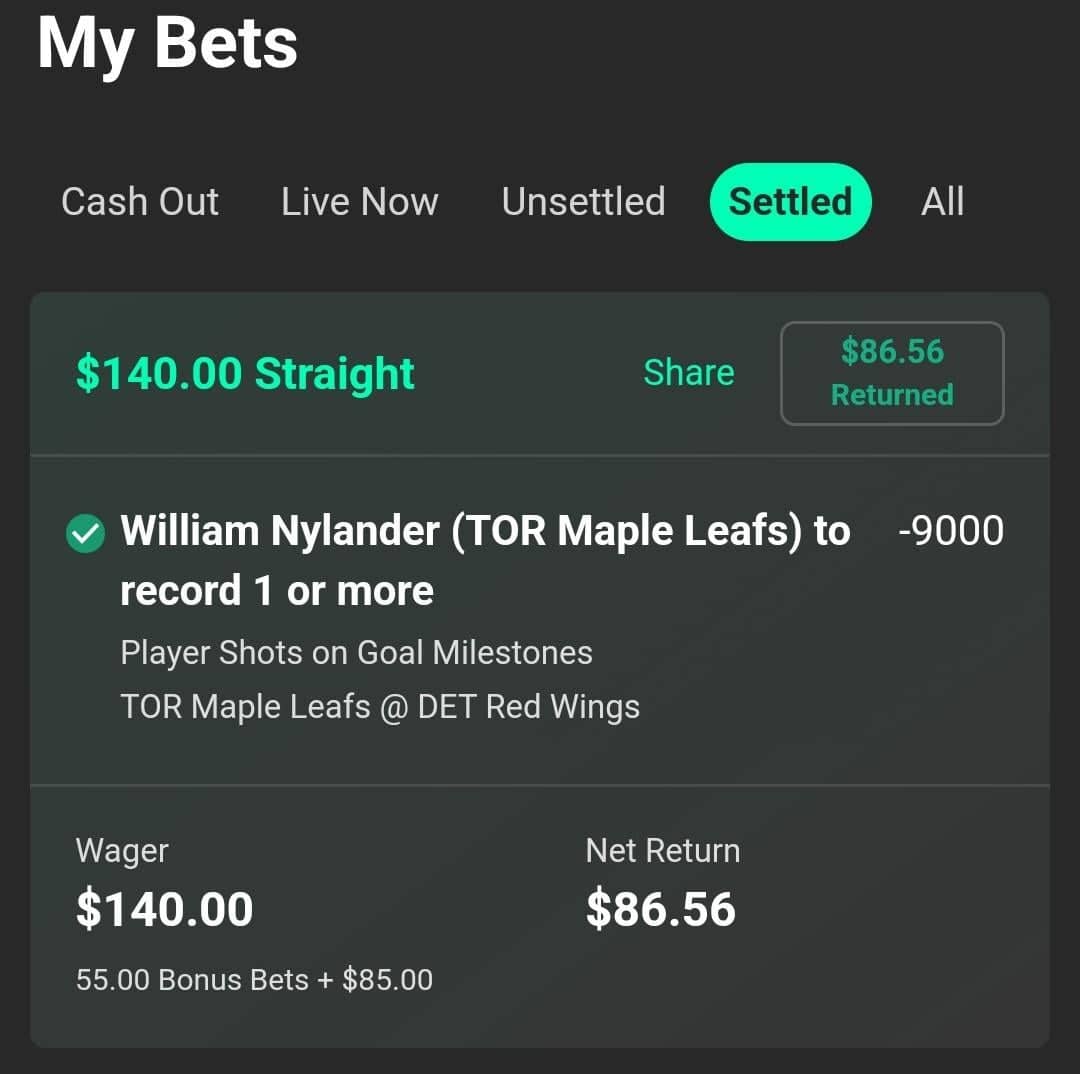 My Bets
Cash Out Live Now Unsettled Settled All
$140.00 Straight Share $86.56
Returned
William Nylander (TOR Maple Leafs) to -9000
record 1 or more
Player Shots on Goal Milestones
TOR Maple Leafs @ DET Red Wings
Wager Net Return
$140.00 $86.56
55.00 Bonus Bets + $85.00